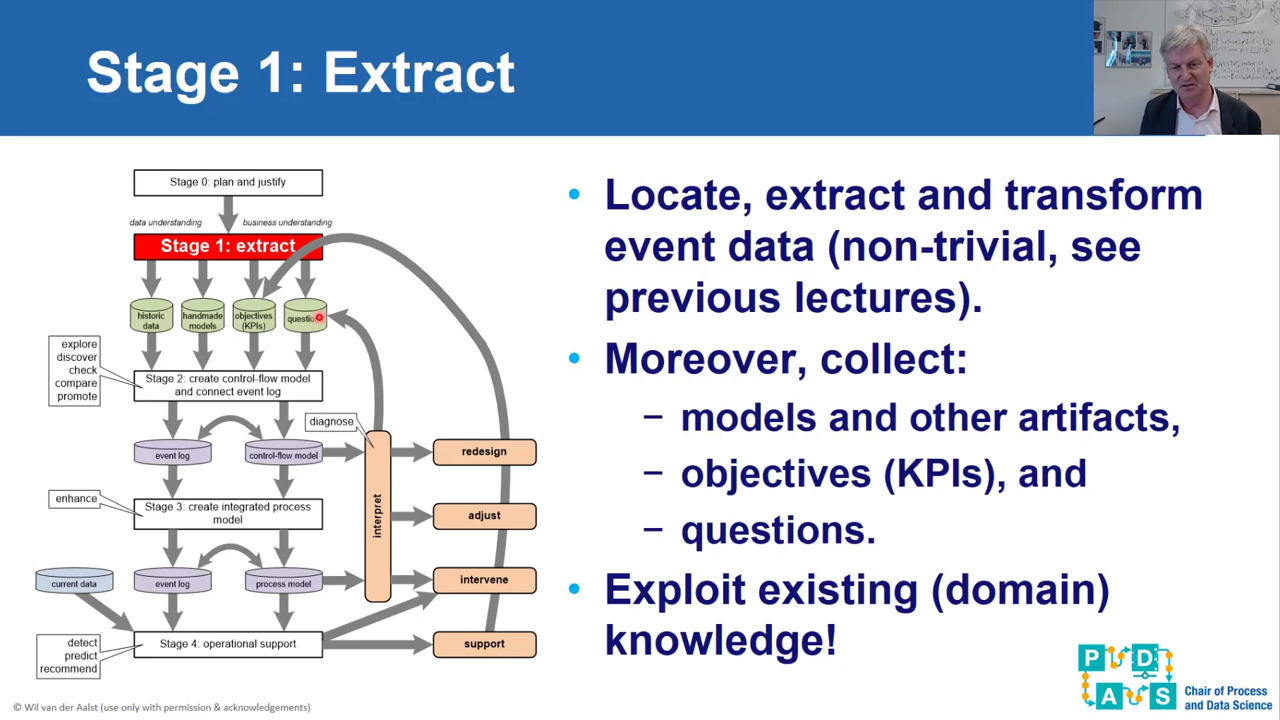 Stage 1: Extract
Stage 0: plan and justify
data understanding
business understanding
Stage 1: extract
historic
data
handmade
models
objectives
(KPIs)
explore
discover
check
compare
promote
Stage 2: create control-flow model
and connect event log
diagnose
event log
control-flow model
redesign
enhance
Stage 3: create integrated process
model
interpret
adjust
current data
event log
process model
intervene
detect
predict
recommend
Stage 4: operational support
support
• Locate, extract and transform
event data (non-trivial, see
previous lectures).
• Moreover, collect:
− models and other artifacts,
− objectives (KPIs), and
− questions.
• Exploit existing (domain)
knowledge!
P D
A S
Chair of Process
and Data Science
© Wil van der Aalst (use only with permission & acknowledgements)